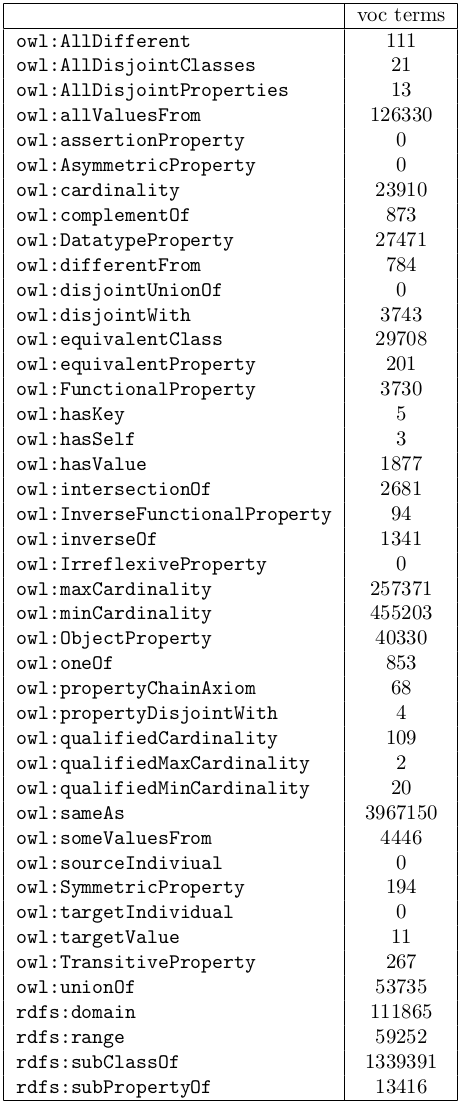 voc terms
owl:AllDifferent 111
owl:AllDisjointClasses 21
owl:AllDisjointProperties 13
owl:allValuesFrom 126330
owl:assertionProperty 0
owl:AsymmetricProperty 0
owl:cardinality 23910
owl:complementOf 873
owl:DatatypeProperty 27471
owl:differentFrom 784
owl:disjointUnionOf 0
owl:disjointWith 3743
owl:equivalentClass 29708
owl:equivalentProperty 201
owl:FunctionalProperty 3730
owl:hasKey 5
owl:hasSelf 3
owl:hasValue 1877
owl:intersectionOf 2681
owl:InverseFunctionalProperty 94
owl:inverseOf 1341
owl:IrreflexiveProperty 0
owl:maxCardinality 257371
owl:minCardinality 455203
owl:ObjectProperty 40330
owl:oneOf 853
owl:propertyChainAxiom 68
owl:propertyDisjointWith 4
owl:qualifiedCardinality 109
owl:qualifiedMaxCardinality 2
owl:qualifiedMinCardinality 20
owl:sameAs 3967150
owl:someValuesFrom 4446
owl:sourceIndiviual 0
owl:SymmetricProperty 194
owl:targetIndividual 0
owl:targetValue 11
owl:TransitiveProperty 267
owl:unionOf 53735
rdfs:domain 111865
rdfs:range 59252
rdfs:subClassOf 1339391
rdfs:subPropertyOf 13416